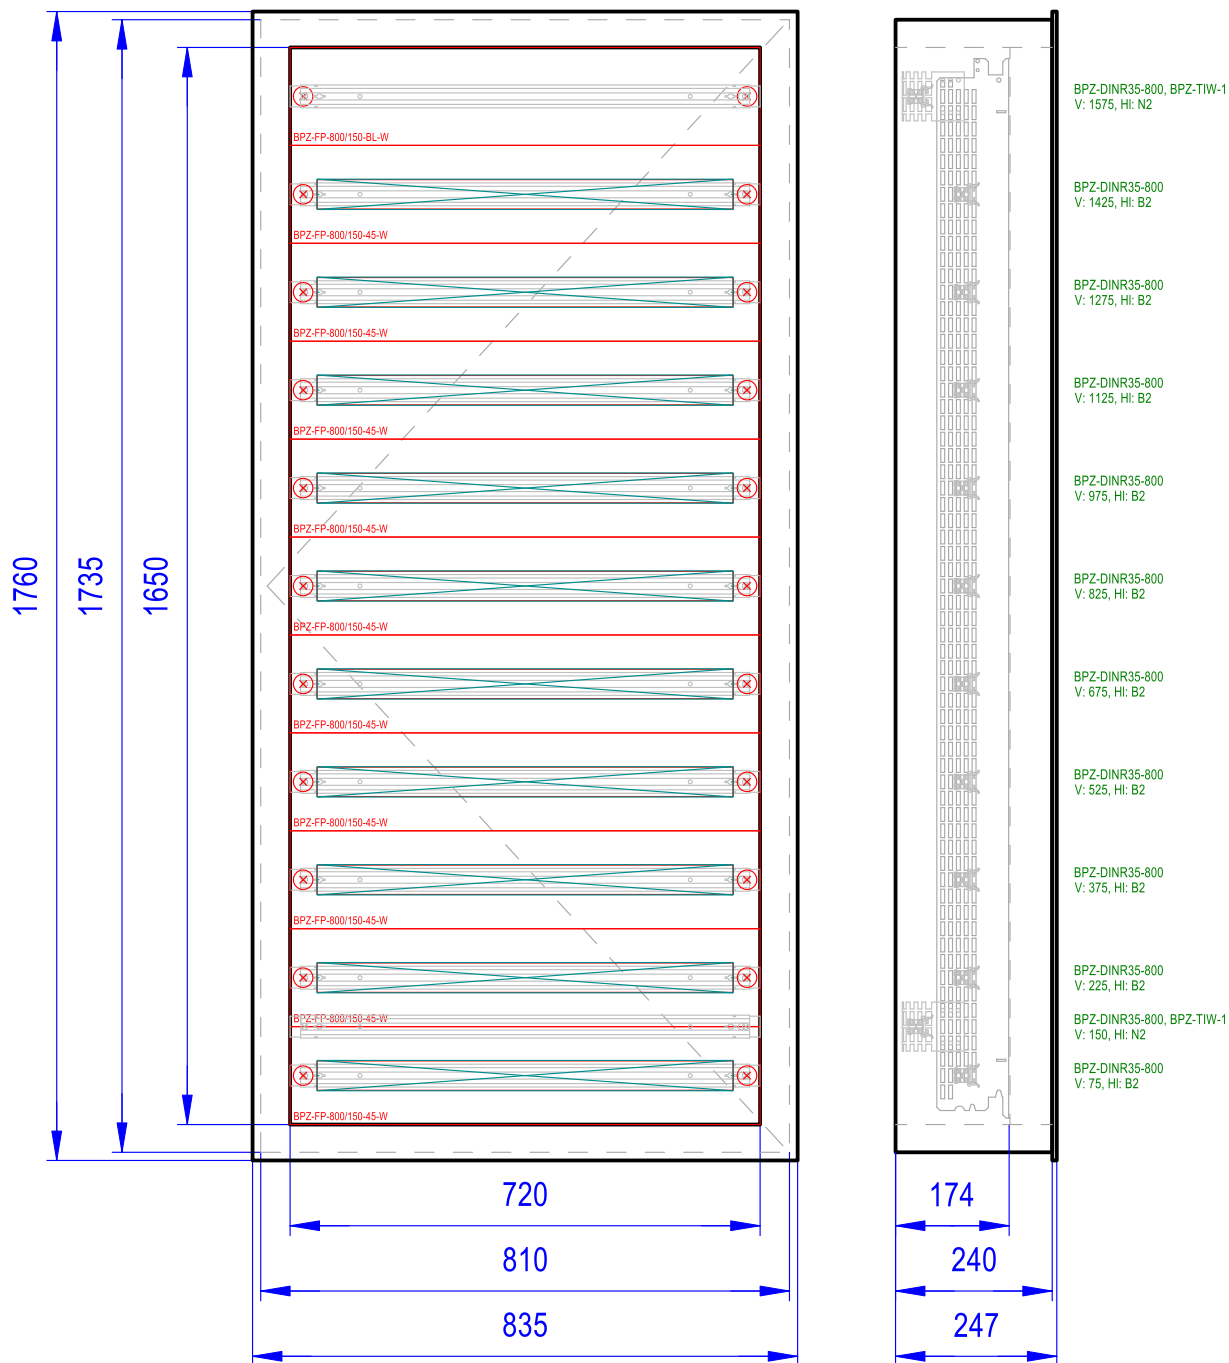 BPZ-DINR35-800, BPZ-TIW-1
V: 1575, HI: N2
BPZ-FP-800/150-BL-W
BPZ-DINR35-800
V: 1425, HI: B2
BPZ-FP-800/150-45-W
BPZ-DINR35-800
V: 1275, HI: B2
BPZ-FP-800/150-45-W
BPZ-DINR35-800
V: 1125, HI: B2
BPZ-FP-800/150-45-W
BPZ-DINR35-800
V: 975, HI: B2
BPZ-FP-800/150-45-W
BPZ-DINR35-800
V: 825, HI: B2
1760
1735
1650
BPZ-FP-800/150-45-W
BPZ-DINR35-800
V: 675, HI: B2
BPZ-FP-800/150-45-W
BPZ-DINR35-800
V: 525, HI: B2
BPZ-FP-800/150-45-W
BPZ-DINR35-800
V: 375, HI: B2
BPZ-FP-800/150-45-W
BPZ-DINR35-800
V: 225, HI: B2
BPZ-FP-800/150-45-W
BPZ-DINR35-800, BPZ-TIW-1
V: 150, HI: N2
BPZ-DINR35-800
V: 75, HI: B2
BPZ-FP-800/150-45-W
720
174
810
240
835
247